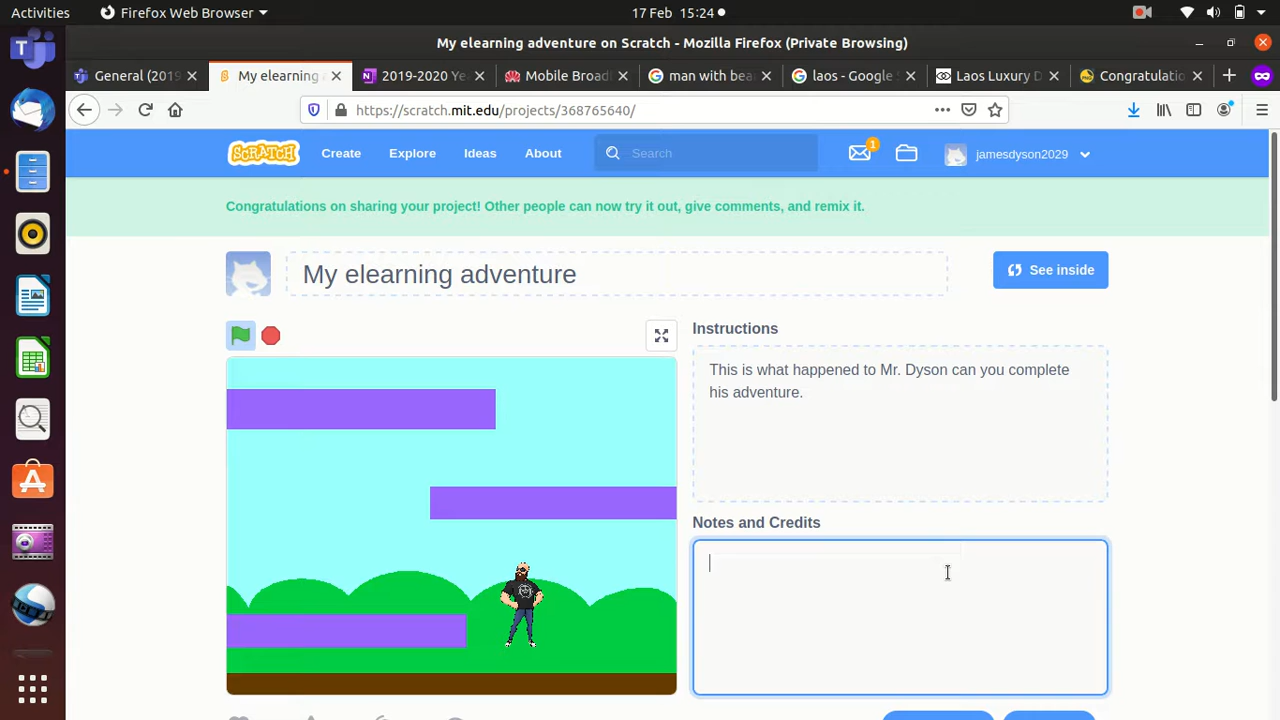 Activities
Firefox Web Browser
17 Feb 15:24
My elearning adventure on Scratch - Mozilla Firefox (Private Browsing)
General (2019
My elearning
2019-2020 Ye
Mobile Broad
man with bea
laos - Google
Laos Luxury D
Congratulatio
https://scratch.mit.edu/projects/368765640/
SCRATCH
Create
Explore
Ideas
About
Search
1
jamesdyson2029
Congratulations on sharing your project! Other people can now try it out, give comments, and remix it.
My elearning adventure
See inside
Instructions
This is what happened to Mr. Dyson can you complete
his adventure.
Notes and Credits